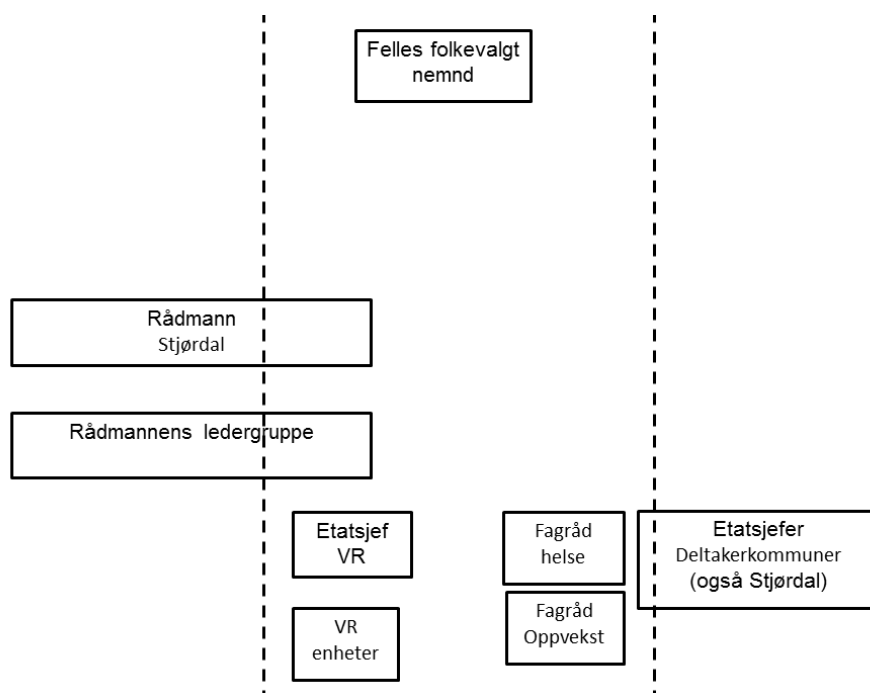 Felles folkevalgt
nemnd
Rådmann
Stjørdal
Rådmannens ledergruppe
Etatsjef
VR
Fagråd
helse
Etatsjefer
Deltakerkommuner
(også Stjørdal)
VR
enheter
Fagråd
Oppvekst